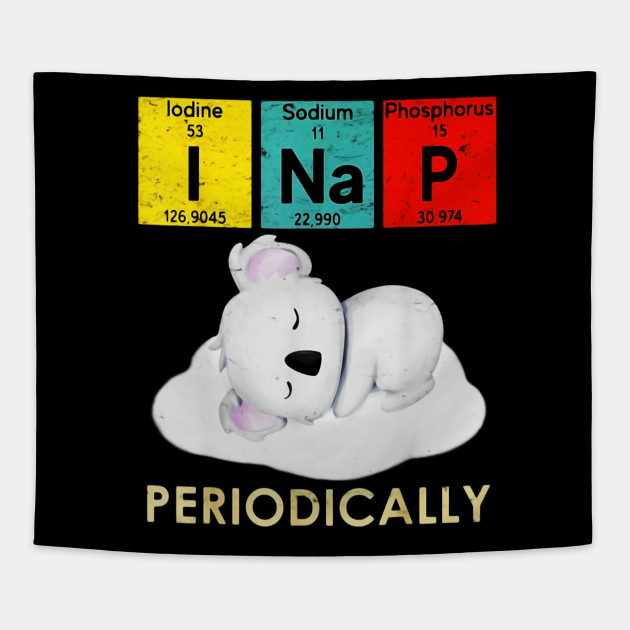 Iodine Sodium Phosphorus
53 11 15
I Na P
126,9045 22,990 30,974
PERIODICALLY